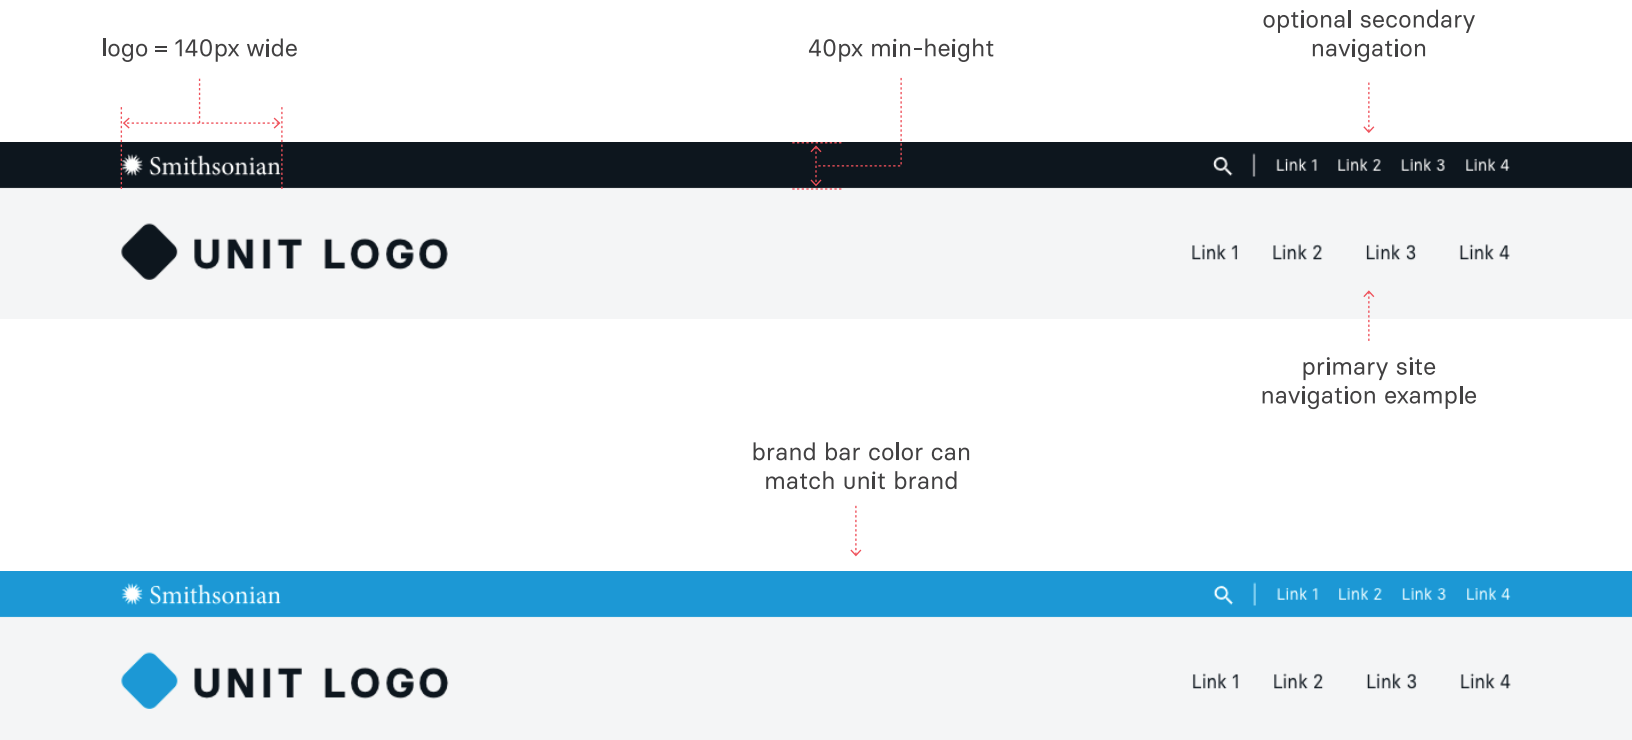 optional secondary
navigation
logo = 140px wide
40px min-height
Smithsonian
Link 1 Link 2 Link 3 Link 4
UNIT LOGO
Link 1 Link 2 Link 3 Link 4
primary site
navigation example
brand bar color can
match unit brand
Smithsonian
Link 1 Link 2 Link 3 Link 4
UNIT LOGO
Link 1 Link 2 Link 3 Link 4